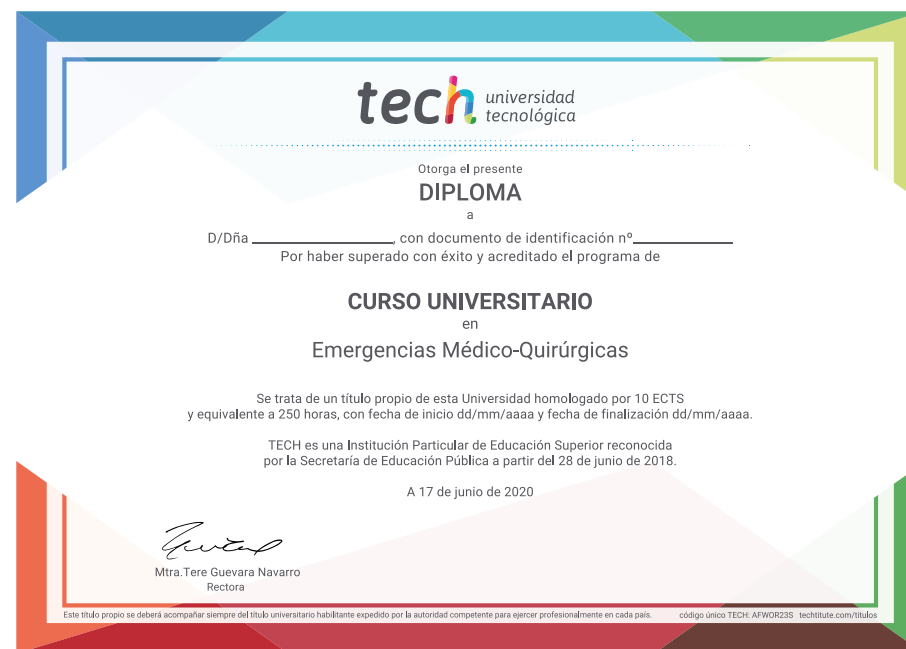 tech universidad
tecnológica
Otorga el presente
DIPLOMA
a
D/Dña ____________________, con documento de identificación nº______________
Por haber superado con éxito y acreditado el programa de
CURSO UNIVERSITARIO
en
Emergencias Médico-Quirúrgicas
Se trata de un título propio de esta Universidad homologado por 10 ECTS
y equivalente a 250 horas, con fecha de inicio dd/mm/aaaa y fecha de finalización dd/mm/aaaa.
TECH es una Institución Particular de Educación Superior reconocida
por la Secretaría de Educación Pública a partir del 28 de junio de 2018.
A 17 de junio de 2020
Mtra.Tere Guevara Navarro
Rectora
Este título propio se deberá acompañar siempre del título universitario habilitante expedido por la autoridad competente para ejercer profesionalmente en cada país. código único TECH: AFWOR23S techtitute.com/titulos